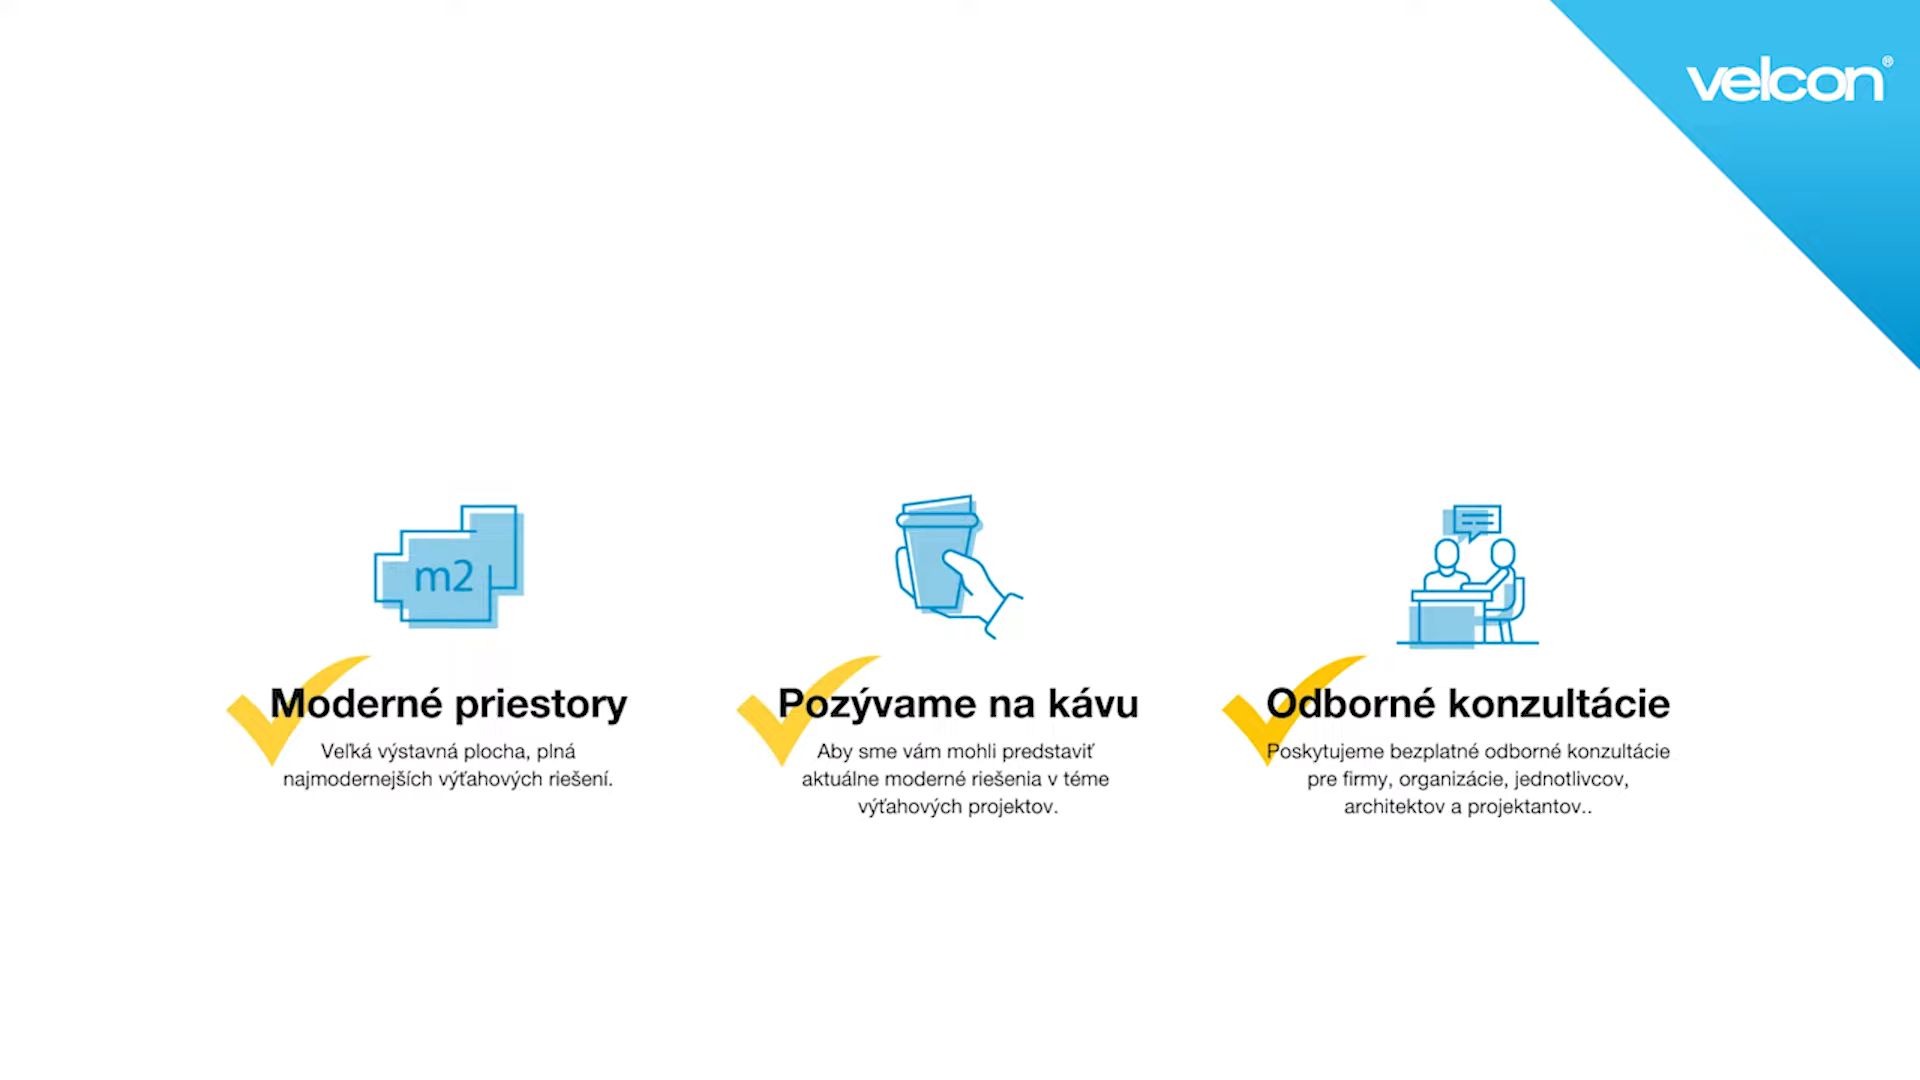 velcon®
m2
Moderné priestory
Veľká výstavná plocha, plná
najmodernejších výťahových riešení.
Pozývame na kávu
Aby sme vám mohli predstaviť
aktuálne moderné riešenia v téme
výťahových projektov.
Odborné konzultácie
Poskytujeme bezplatné odborné konzultácie
pre firmy, organizácie, jednotlivcov,
architektov a projektantov..